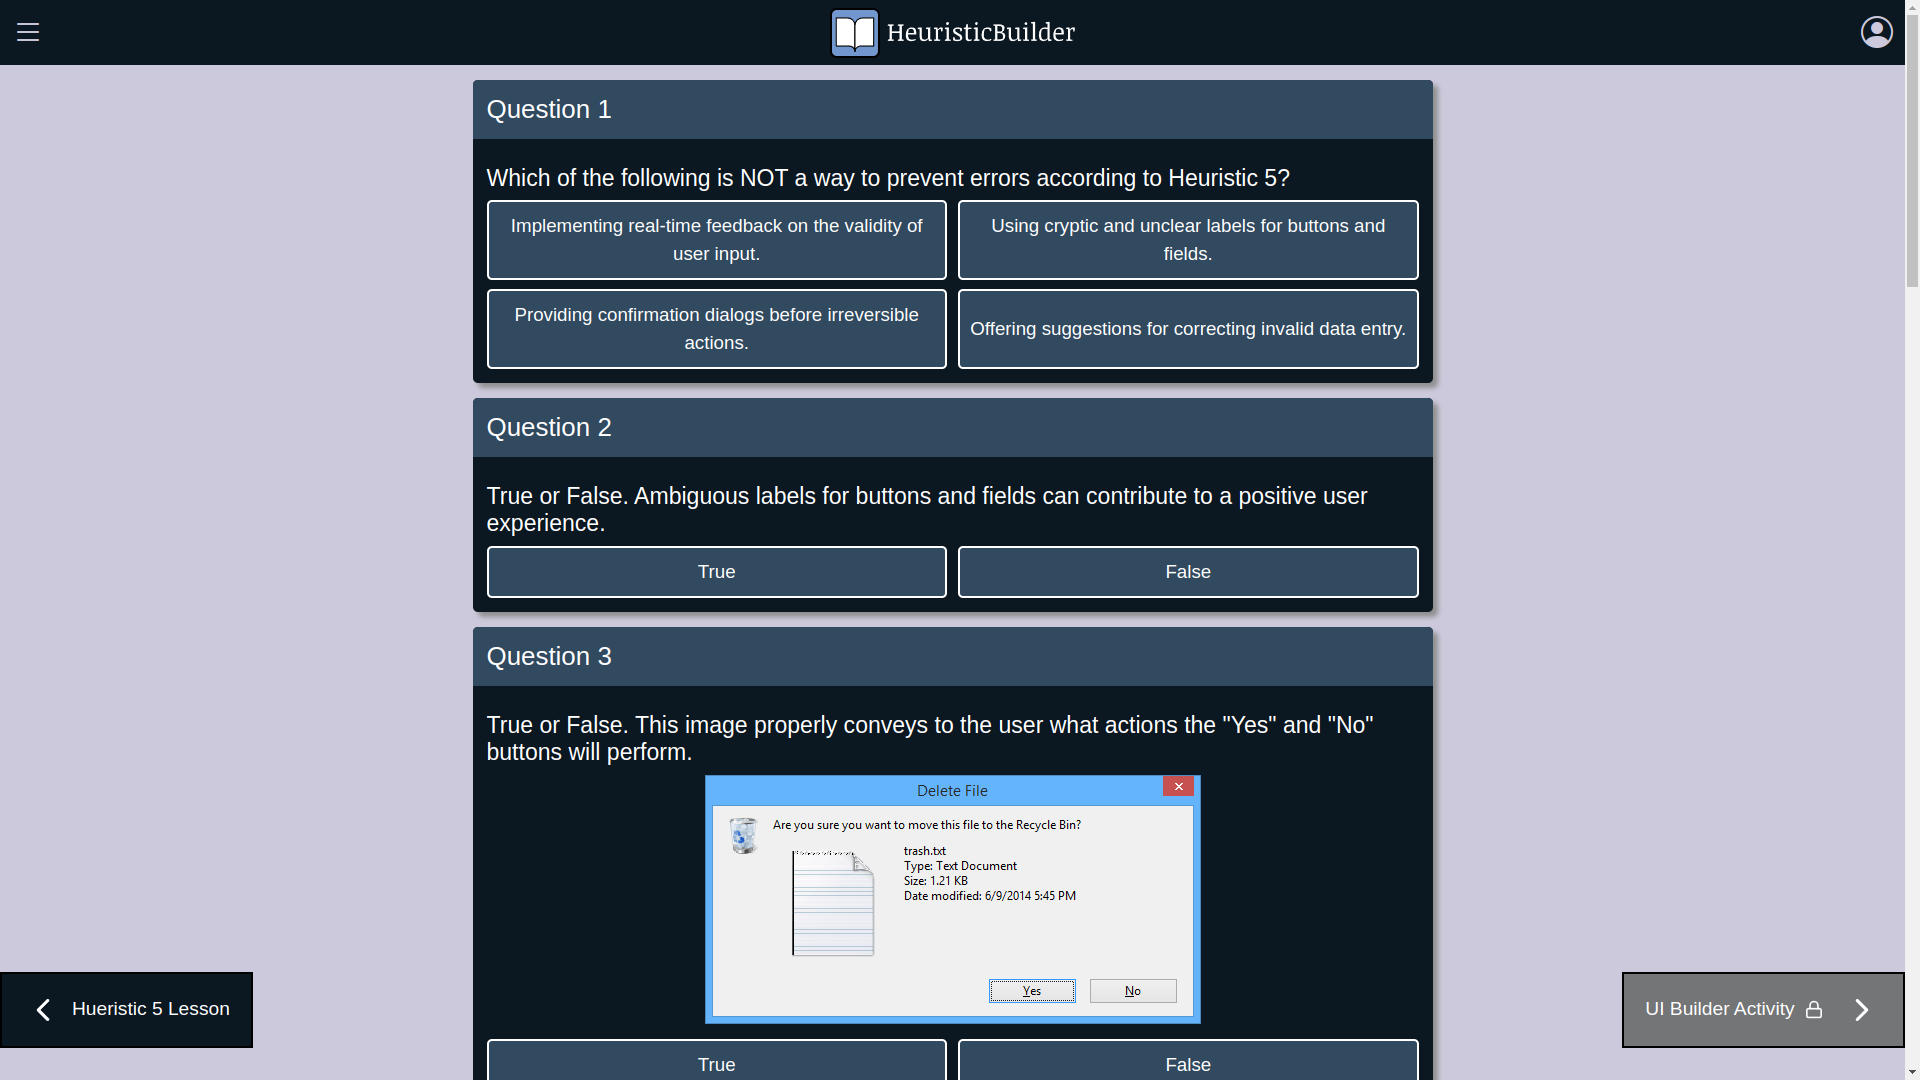 HeuristicBuilder
Question 1
Which of the following is NOT a way to prevent errors according to Heuristic 5?
Implementing real-time feedback on the validity of
user input.
Using cryptic and unclear labels for buttons and
fields.
Providing confirmation dialogs before irreversible
actions.
Offering suggestions for correcting invalid data entry.
Question 2
True or False. Ambiguous labels for buttons and fields can contribute to a positive user
experience.
True
False
Question 3
True or False. This image properly conveys to the user what actions the "Yes" and "No"
buttons will perform.
Delete File
Are you sure you want to move this file to the Recycle Bin?
trash.txt
Type: Text Document
Size: 1.21 KB
Date modified: 6/9/2014 5:45 PM
Yes
No
True
False
Hueristic 5 Lesson
UI Builder Activity